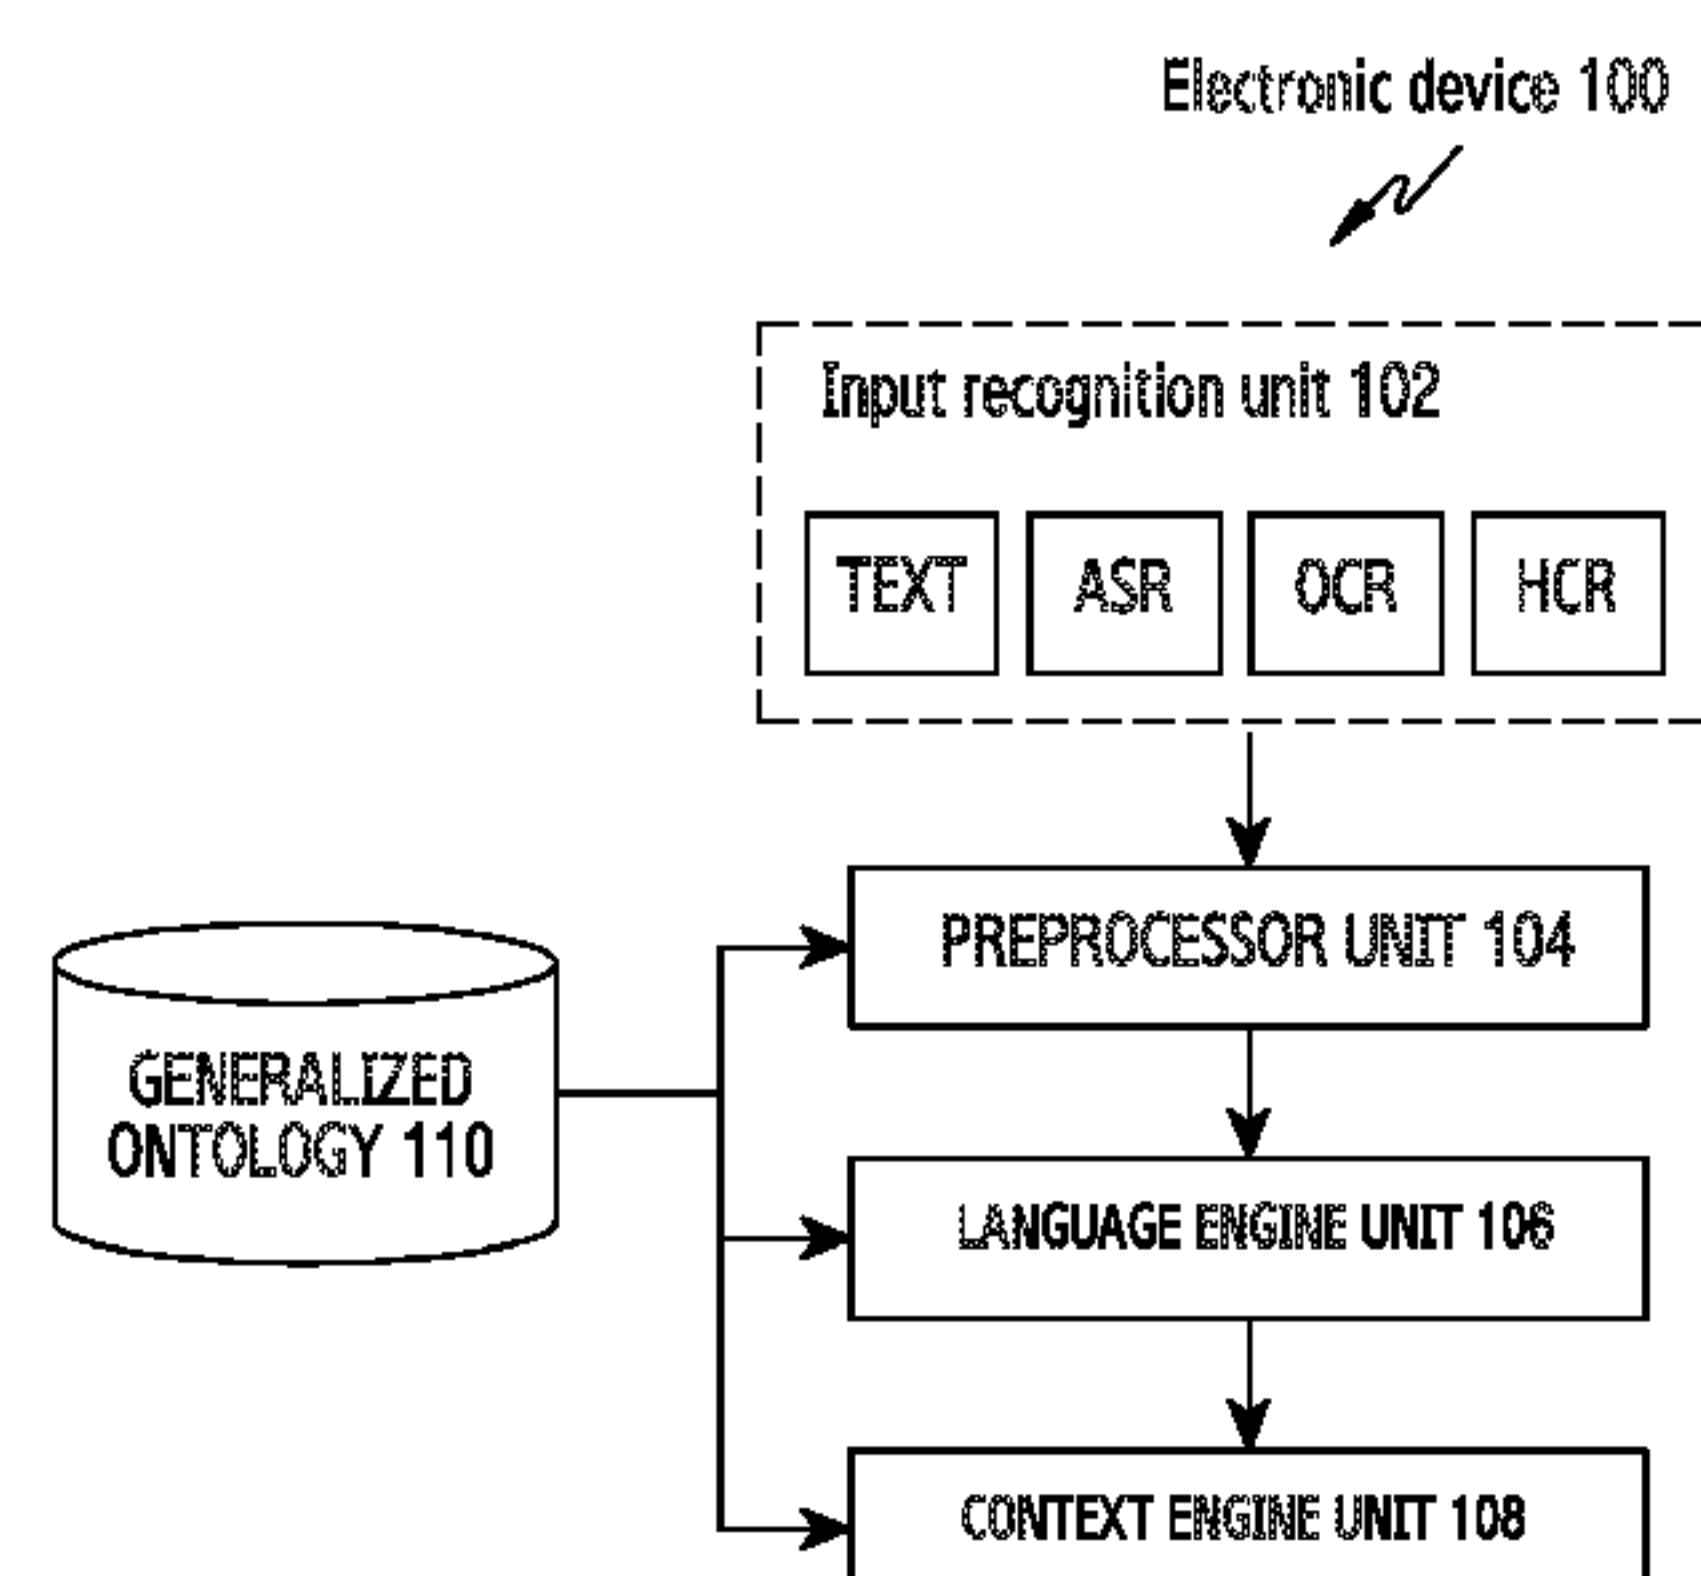 Electronic device 100
Input recognition unit 102
TEXT
ASR
OCR
HCR
PREPROCESSOR UNIT 104
GENERALIZED
ONTOLOGY 110
LANGUAGE ENGINE UNIT 106
CONTEXT ENGINE UNIT 108